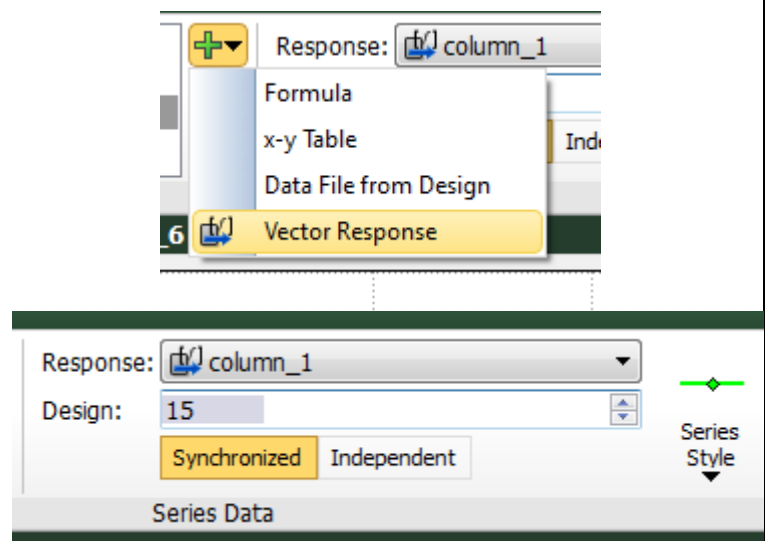 Response: column_1
Formula
x-y Table
Ind
Data File from Design
_6 Vector Response
Response: column_1
Design: 15
Synchronized Independent
Series Style
Series Data